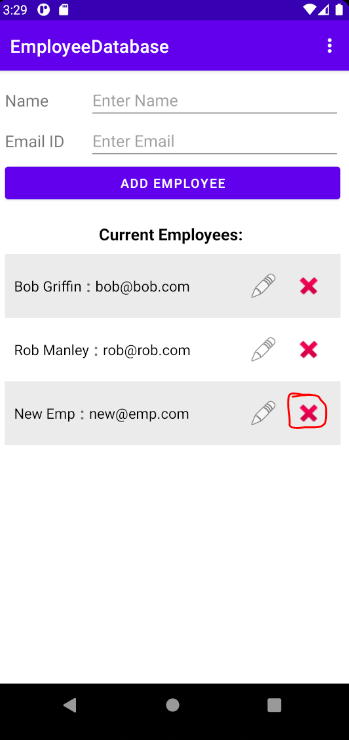 3:29
EmployeeDatabase
Name Enter Name
Email ID Enter Email
ADD EMPLOYEE
Current Employees:
Bob Griffin : bob@bob.com
Rob Manley : rob@rob.com
New Emp : new@emp.com